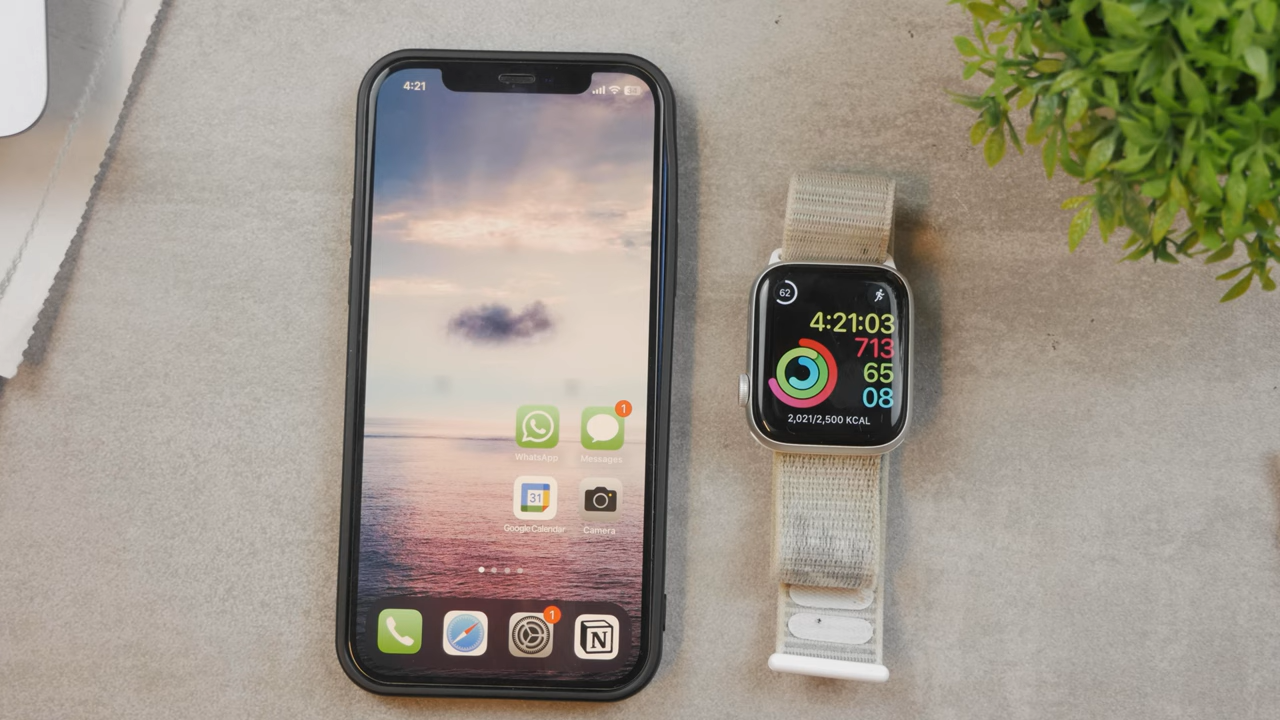 4:21
1
WhatsApp
Messages
31
Google Calendar
Camera
1
N
62
4:21:03
713
65
08
2,021/2,500 KCAL